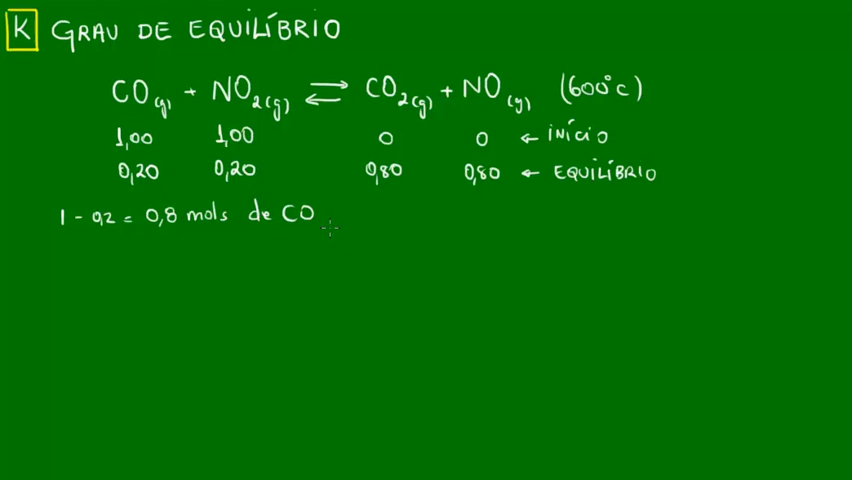 K GRAU DE EQUILÍBRIO
CO(g) + NO2(g) ⇌ CO2(g) + NO(g) (600°C)
1,00 1,00 0 0 ← INÍCIO
0,20 0,20 0,80 0,80 ← EQUILÍBRIO
1 - 0,2 = 0,8 mols de CO